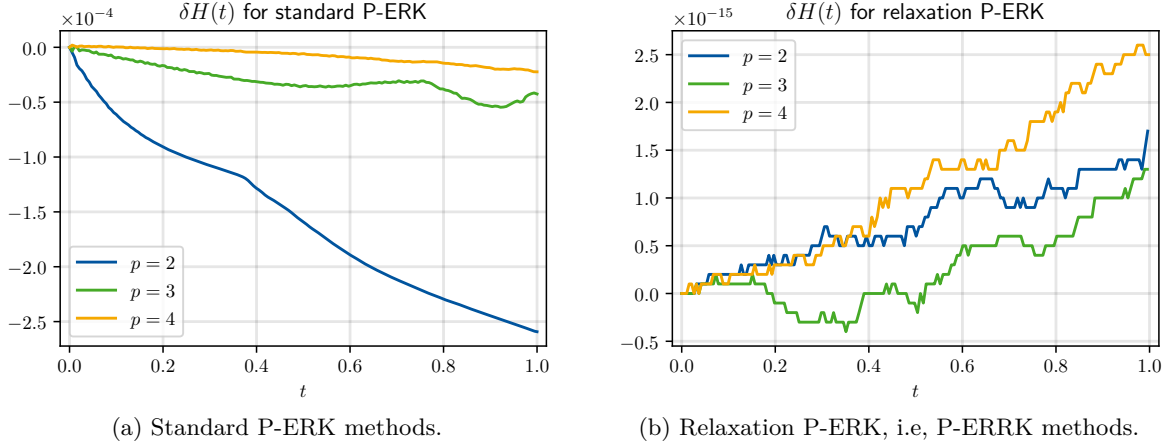 δH(t) for standard P-ERK
×10⁻⁴
0.0
−0.5
−1.0
−1.5
−2.0
−2.5
p = 2
p = 3
p = 4
0.0 0.2 0.4 0.6 0.8 1.0
t
(a) Standard P-ERK methods.
δH(t) for relaxation P-ERK
×10⁻¹⁵
2.5
2.0
1.5
1.0
0.5
0.0
−0.5
p = 2
p = 3
p = 4
0.0 0.2 0.4 0.6 0.8 1.0
t
(b) Relaxation P-ERK, i.e, P-ERRK methods.